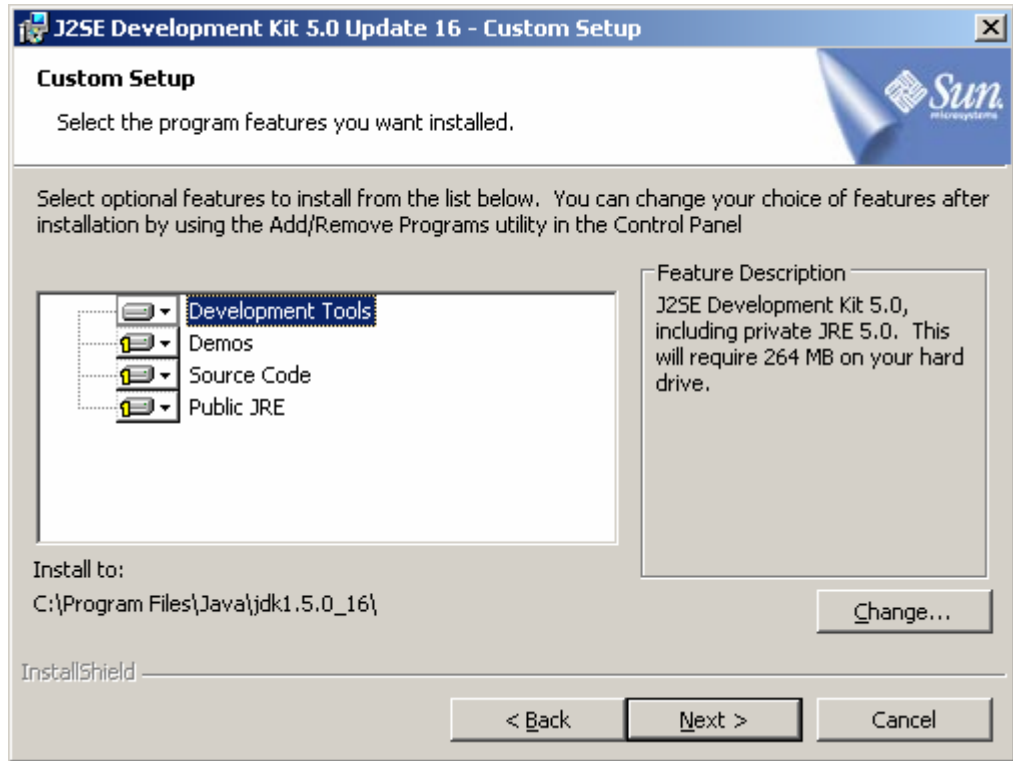 J2SE Development Kit 5.0 Update 16 - Custom Setup
Custom Setup
Select the program features you want installed.
Sun
microsystems
Select optional features to install from the list below. You can change your choice of features after
installation by using the Add/Remove Programs utility in the Control Panel
Development Tools
Demos
Source Code
Public JRE
Feature Description
J2SE Development Kit 5.0,
including private JRE 5.0. This
will require 264 MB on your hard
drive.
Install to:
C:\Program Files\Java\jdk1.5.0_16\
Change...
InstallShield
< Back
Next >
Cancel